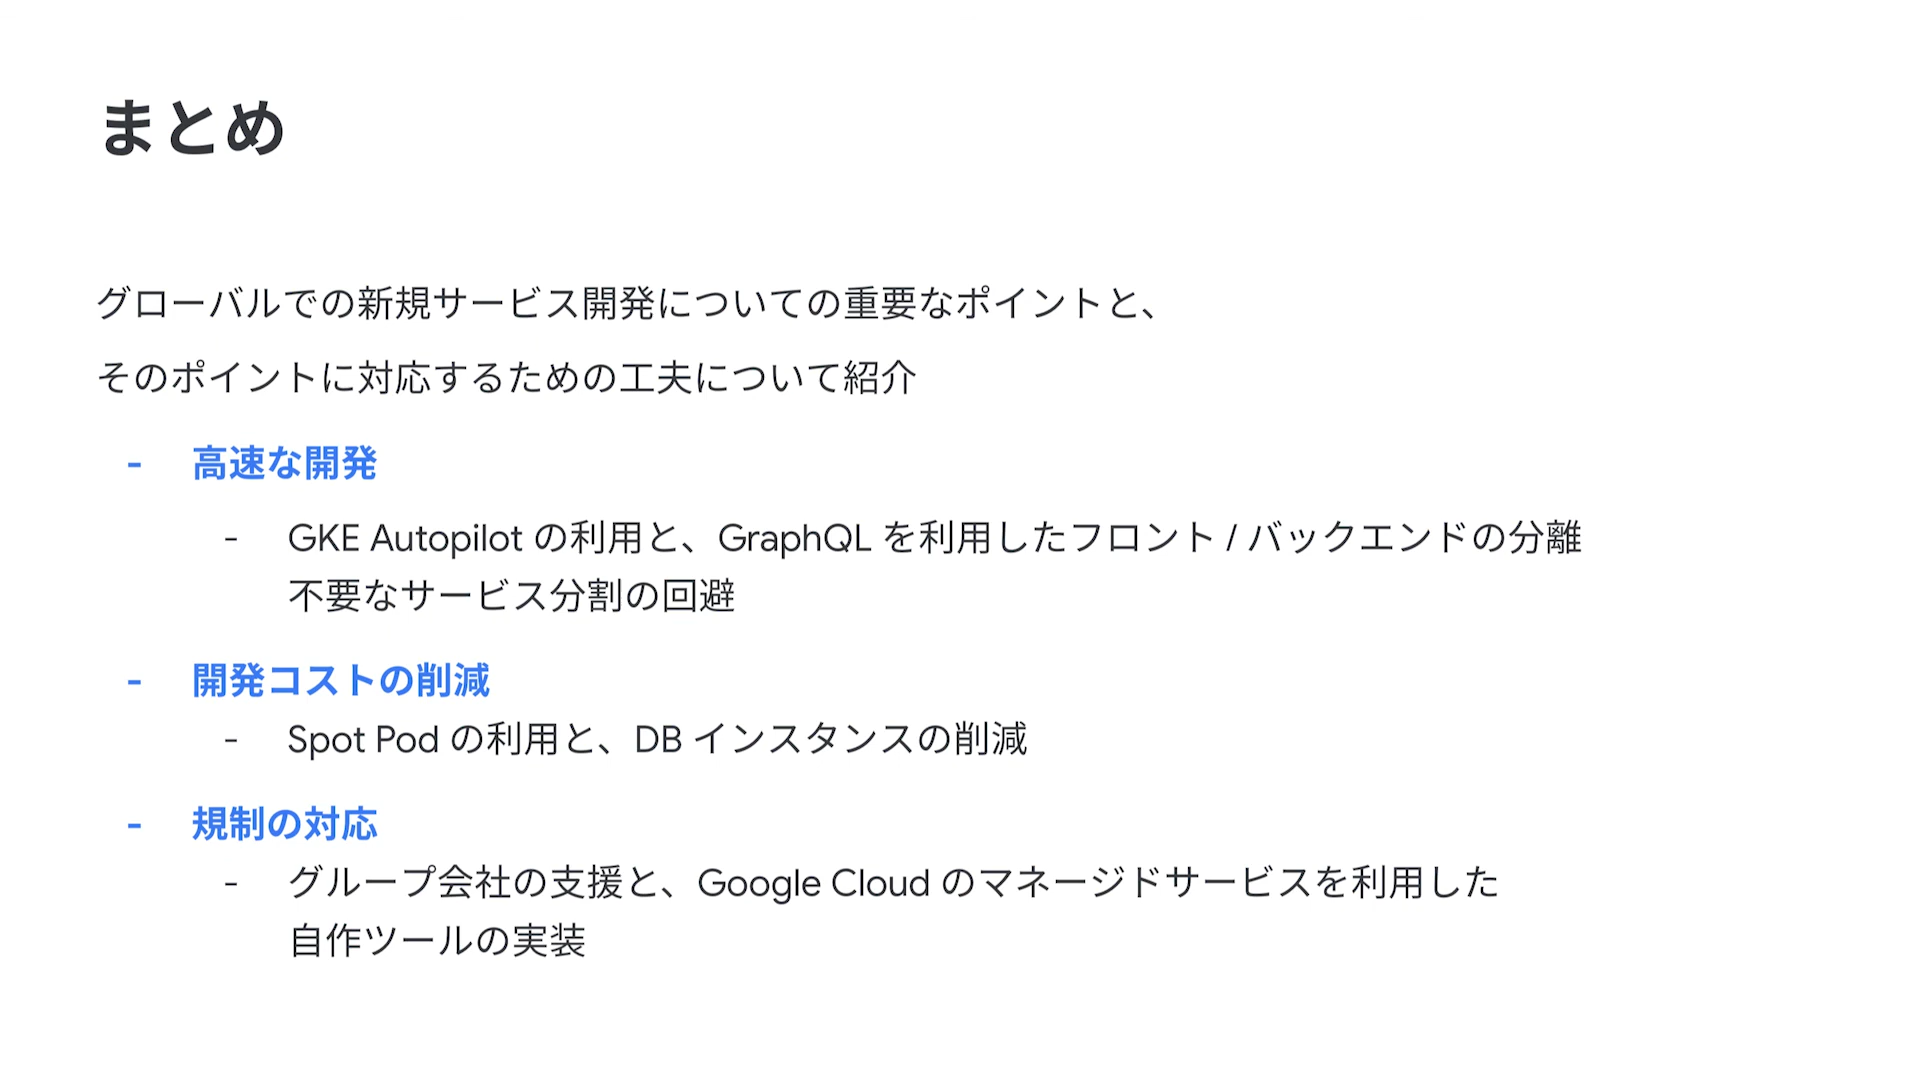 まとめ
グローバルでの新規サービス開発についての重要なポイントと、
そのポイントに対応するための工夫について紹介
- 高速な開発
- GKE Autopilot の利用と、GraphQL を利用したフロント / バックエンドの分離
不要なサービス分割の回避
- 開発コストの削減
- Spot Pod の利用と、DB インスタンスの削減
- 規制の対応
- グループ会社の支援と、Google Cloud のマネージドサービスを利用した
自作ツールの実装